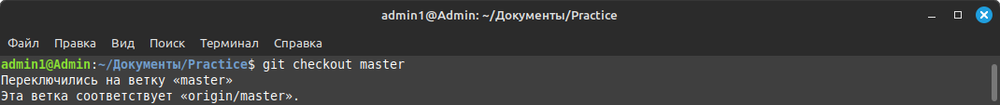 admin1@Admin: ~/Документы/Practice
Файл Правка Вид Поиск Терминал Справка
admin1@Admin:~/Документы/Practice$ git checkout master
Переключились на ветку «master»
Эта ветка соответствует «origin/master».